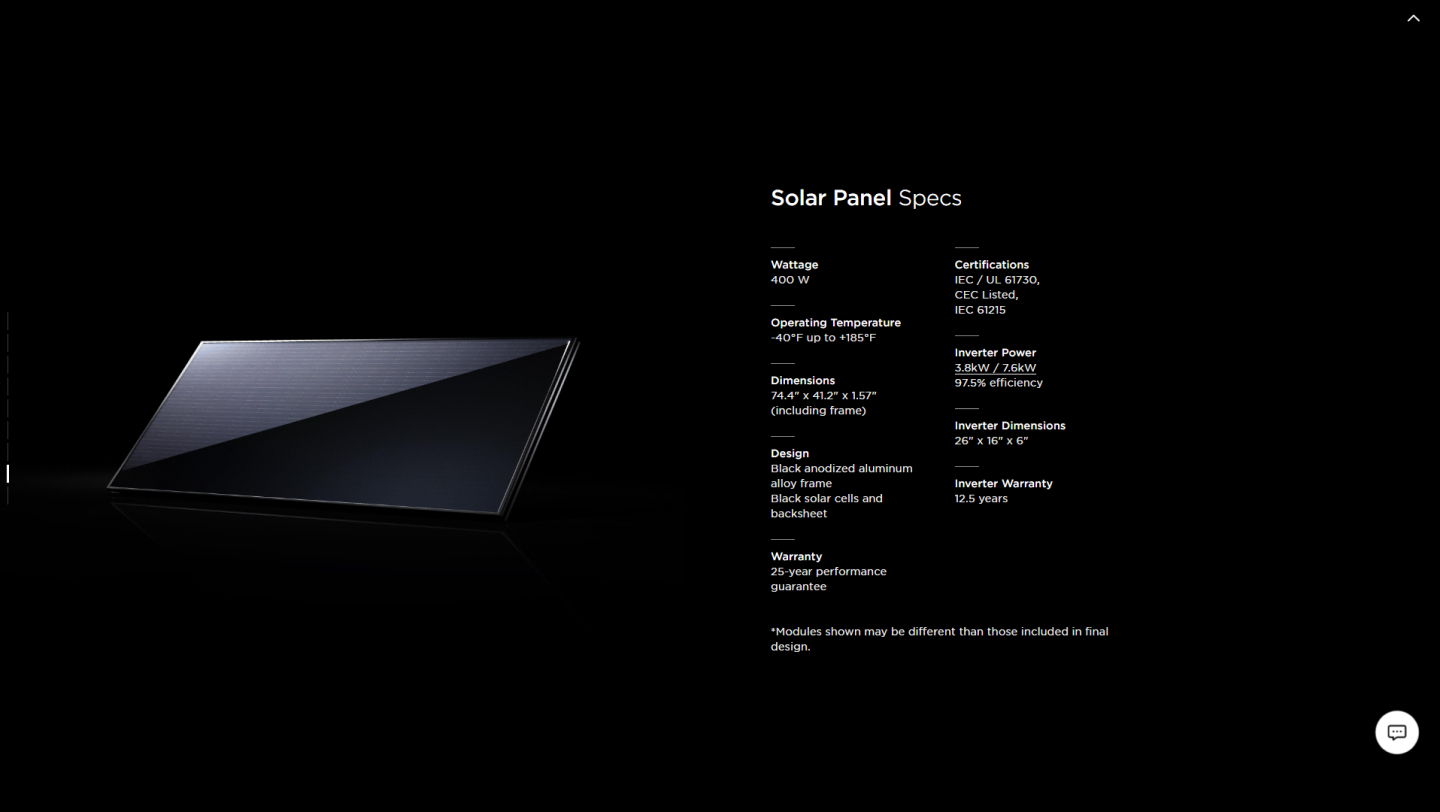 Solar Panel Specs
Wattage
400 W
Operating Temperature
-40°F up to +185°F
Dimensions
74.4" x 41.2" x 1.57"
(including frame)
Design
Black anodized aluminum
alloy frame
Black solar cells and
backsheet
Warranty
25-year performance
guarantee
Certifications
IEC / UL 61730,
CEC Listed,
IEC 61215
Inverter Power
3.8kW / 7.6kW
97.5% efficiency
Inverter Dimensions
26" x 16" x 6"
Inverter Warranty
12.5 years
*Modules shown may be different than those included in final
design.